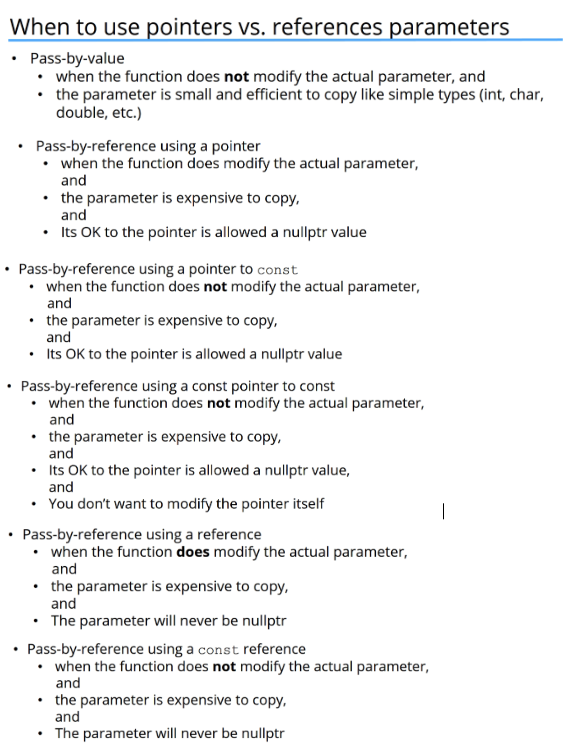 When to use pointers vs. references parameters
• Pass-by-value
• when the function does not modify the actual parameter, and
• the parameter is small and efficient to copy like simple types (int, char,
double, etc.)
• Pass-by-reference using a pointer
• when the function does modify the actual parameter,
and
• the parameter is expensive to copy,
and
• Its OK to the pointer is allowed a nullptr value
• Pass-by-reference using a pointer to const
• when the function does not modify the actual parameter,
and
• the parameter is expensive to copy,
and
• Its OK to the pointer is allowed a nullptr value
• Pass-by-reference using a const pointer to const
• when the function does not modify the actual parameter,
and
• the parameter is expensive to copy,
and
• Its OK to the pointer is allowed a nullptr value,
and
• You don’t want to modify the pointer itself
• Pass-by-reference using a reference
• when the function does modify the actual parameter,
and
• the parameter is expensive to copy,
and
• The parameter will never be nullptr
• Pass-by-reference using a const reference
• when the function does not modify the actual parameter,
and
• the parameter is expensive to copy,
and
• The parameter will never be nullptr